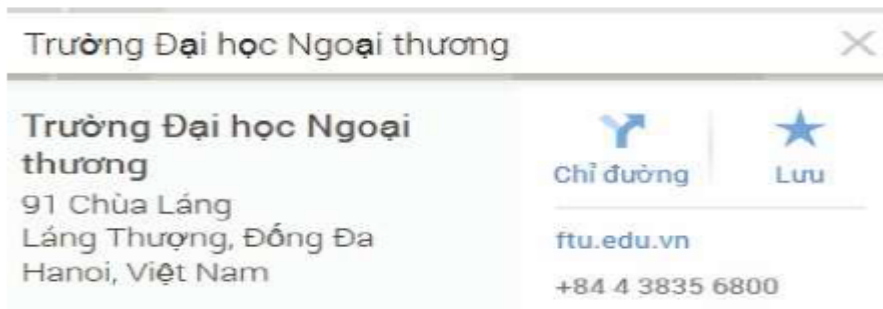 Trường Đại học Ngoại thương
Trường Đại học Ngoại
thương
91 Chùa Láng
Láng Thượng, Đống Đa
Hanoi, Việt Nam
Chỉ đường
Lưu
ftu.edu.vn
+84 4 3835 6800